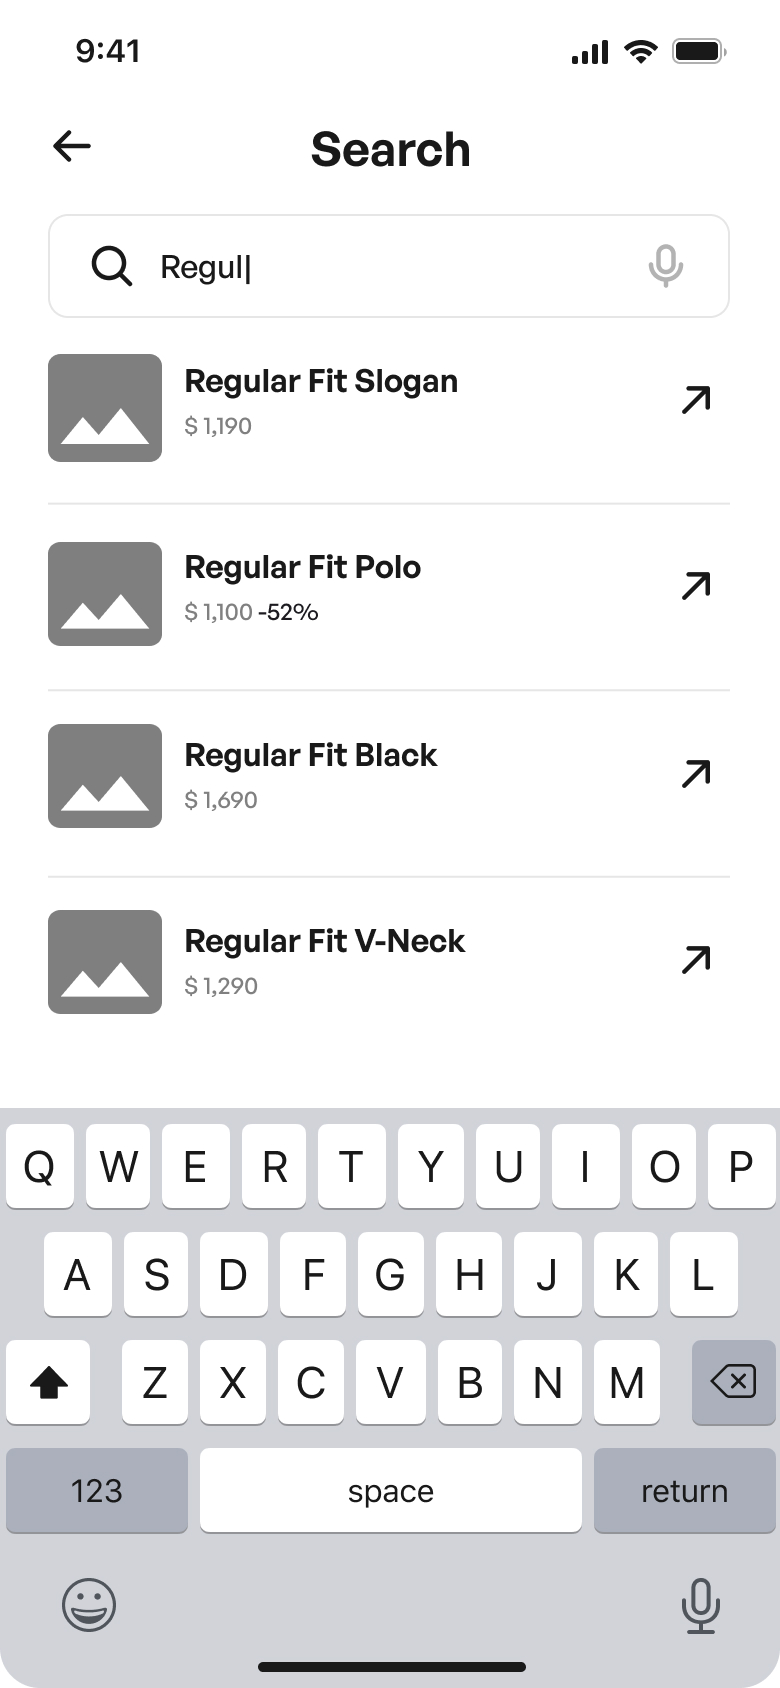 9:41
Search
Regul|
Regular Fit Slogan
$ 1,190
Regular Fit Polo
$ 1,100 -52%
Regular Fit Black
$ 1,690
Regular Fit V-Neck
$ 1,290
Q W E R T Y U I O P
A S D F G H J K L
Z X C V B N M
123 space return